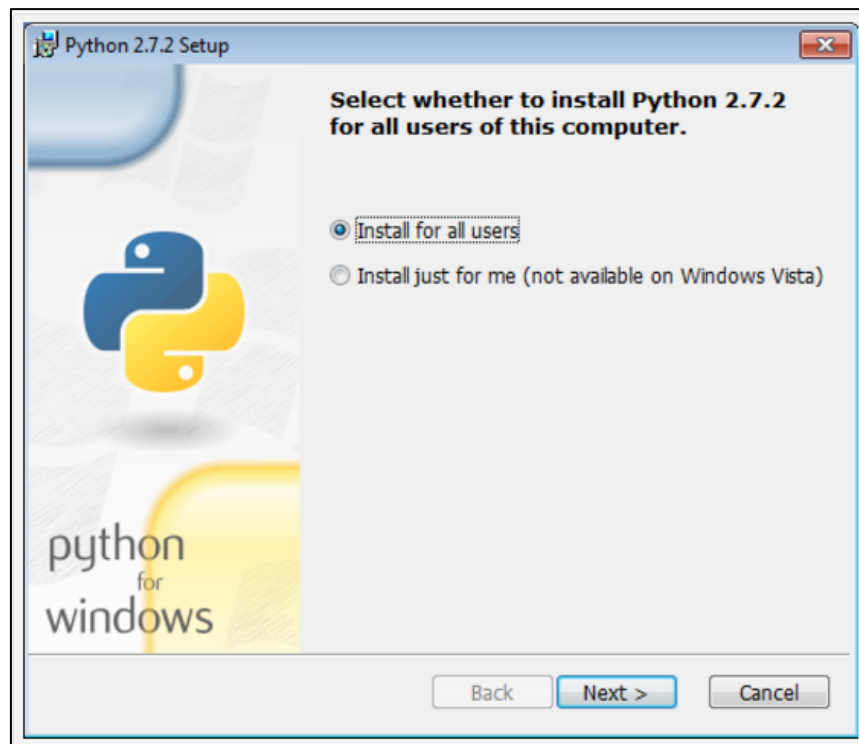 Python 2.7.2 Setup
Select whether to install Python 2.7.2
for all users of this computer.
Install for all users
Install just for me (not available on Windows Vista)
python
for
windows
Back
Next >
Cancel